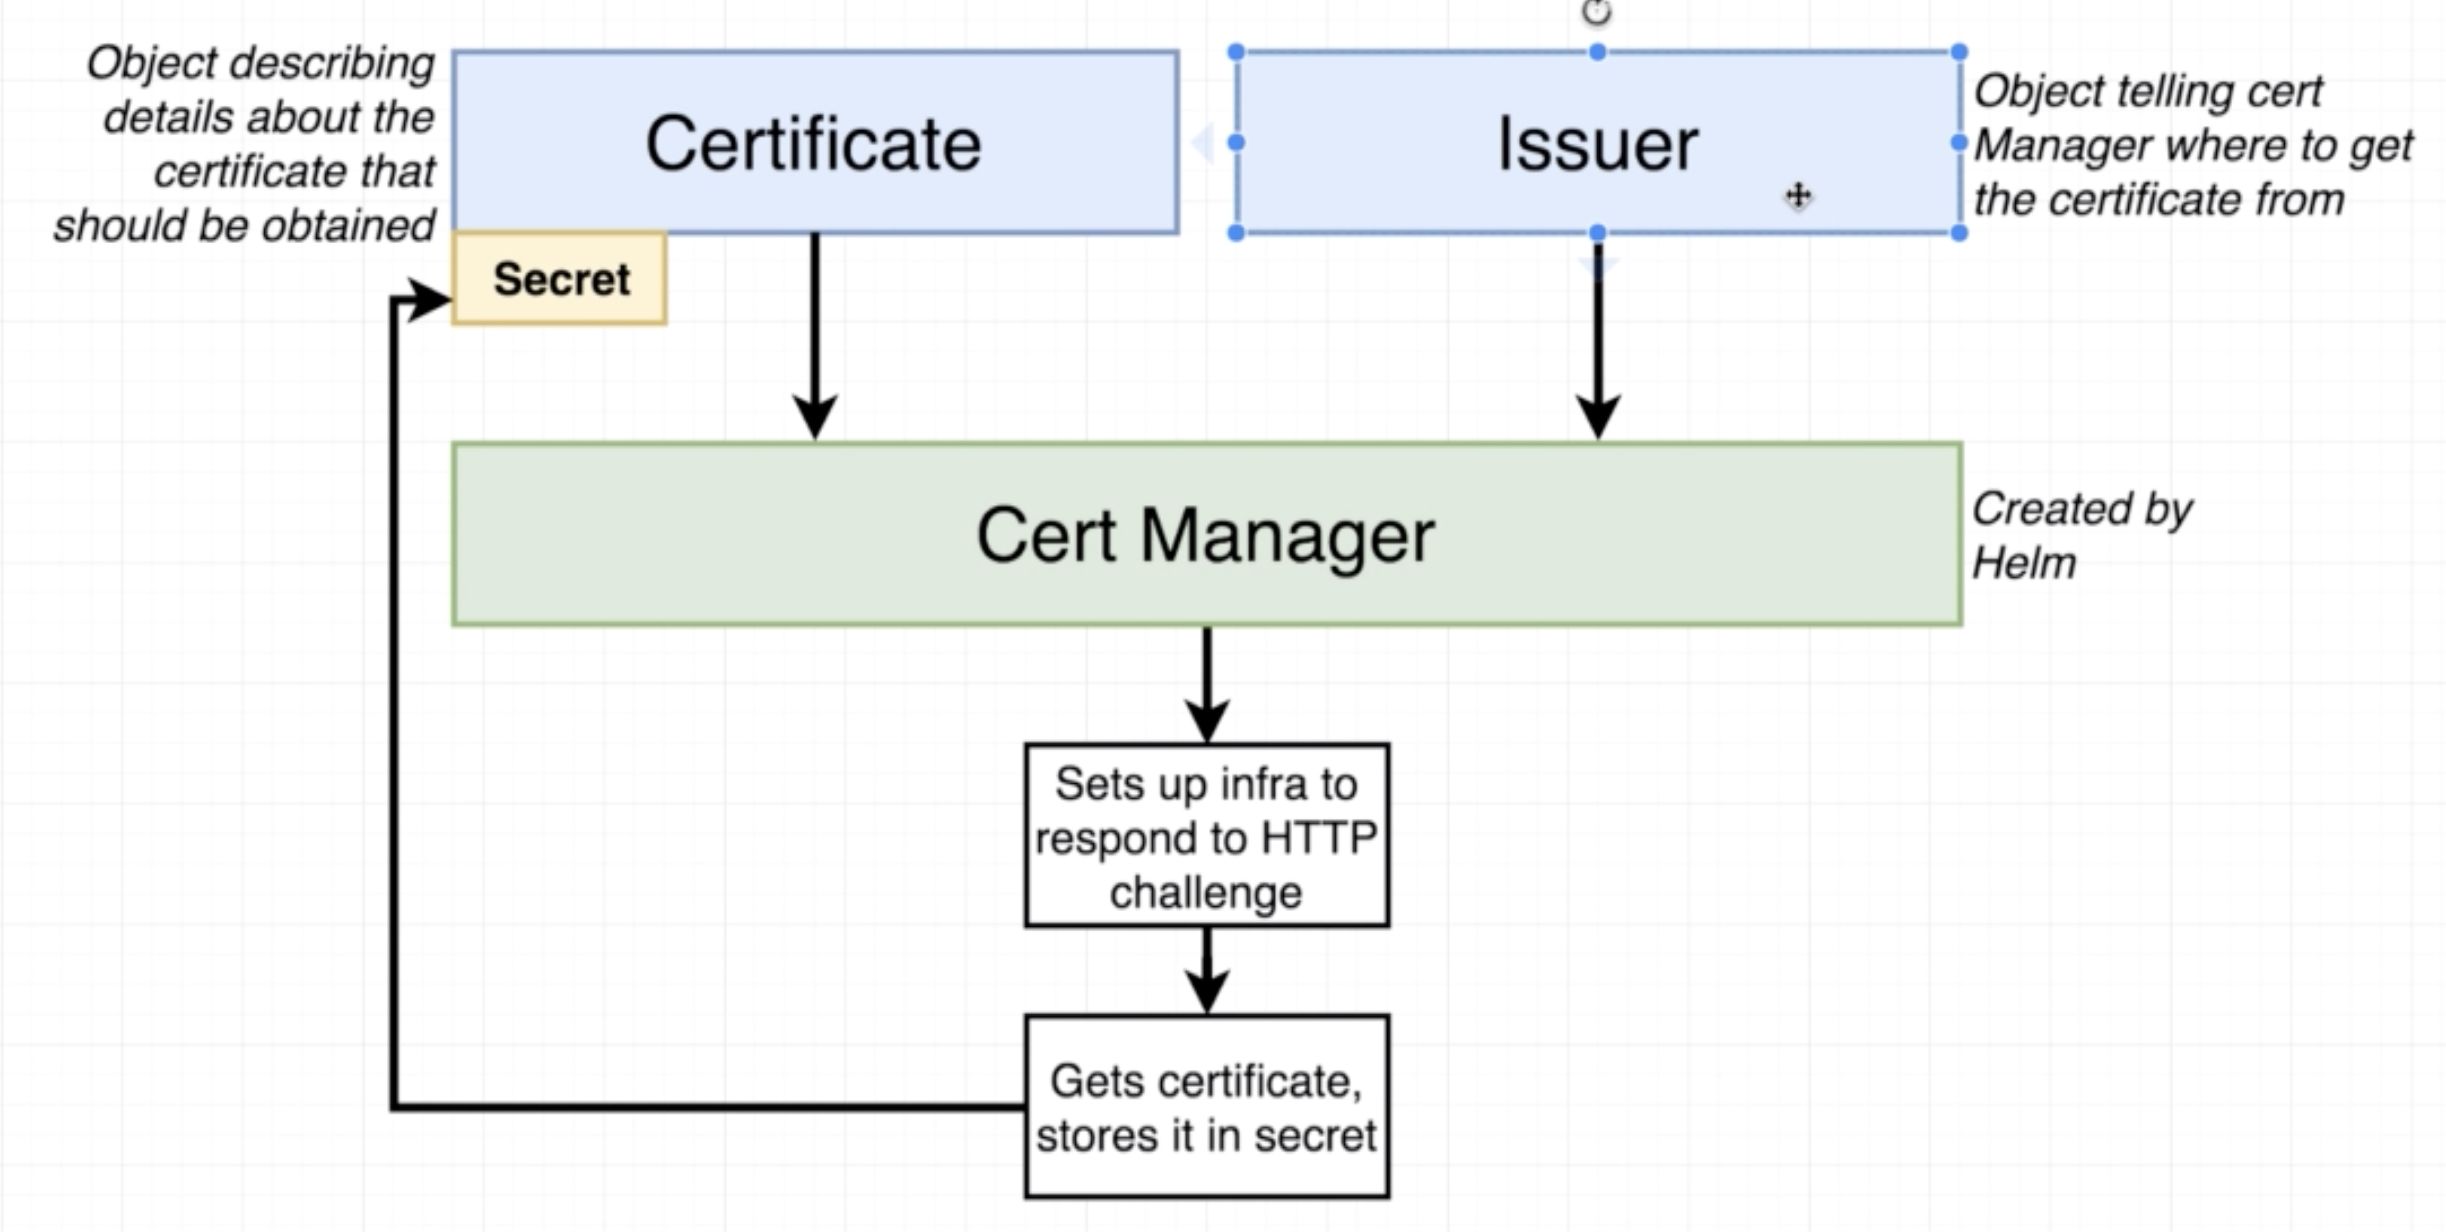 Object describing
details about the
certificate that
should be obtained
Certificate
Secret
Issuer
Object telling cert
Manager where to get
the certificate from
Cert Manager
Created by
Helm
Sets up infra to
respond to HTTP
challenge
Gets certificate,
stores it in secret